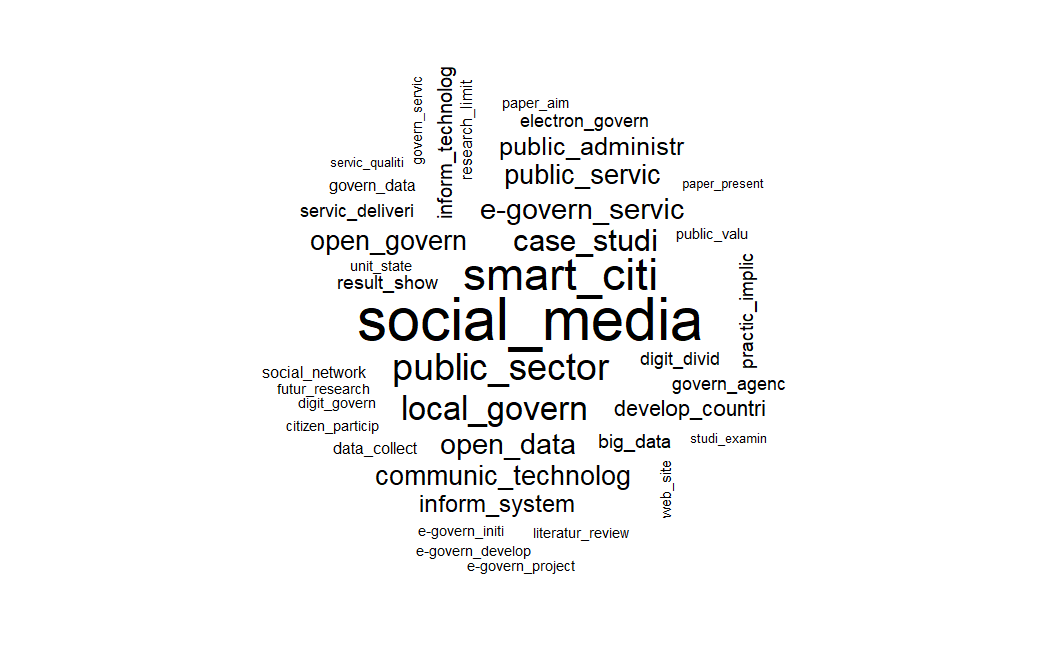 govern_servic
inform_technolog
research_limit
paper_aim
electron_govern
public_administr
servic_qualiti
public_servic
govern_data
paper_present
servic_deliveri
e-govern_servic
open_govern
case_studi
public_valu
unit_state
smart_citi
result_show
practic_implic
social_media
public_sector
digit_divid
social_network
govern_agenc
futur_research
digit_govern
local_govern
develop_countri
citizen_particip
data_collect
open_data
big_data
studi_examin
communic_technolog
web_site
inform_system
e-govern_initi
literatur_review
e-govern_develop
e-govern_project